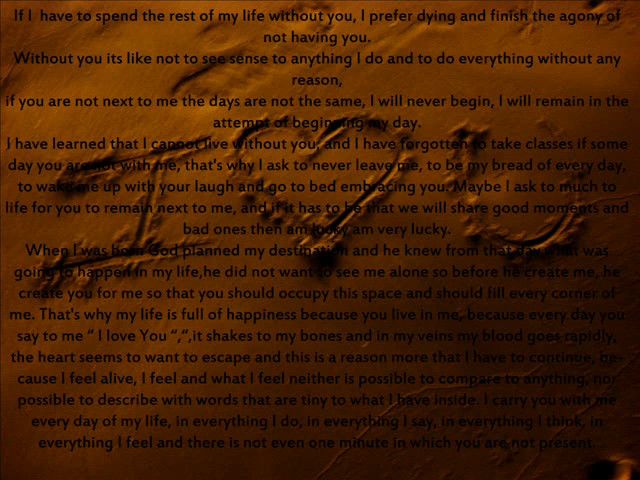 If I have to spend the rest of my life without you, I prefer dying and finish the agony of
not having you.
Without you its like not to see sense to anything I do and to do everything without any
reason,
if you are not next to me the days are not the same, I will never begin, I will remain in the
attempt of beginning my day.
I have learned that I cannot live without you, and I have forgotten to take classes if some
day you are not with me, that's why I ask to never leave me, to be my bread of every day,
to wake me up with your laugh and go to bed embracing you. Maybe I ask to much to
life for you to remain next to me, and if it has to be that we will share good moments and
bad ones then am lucky am very lucky.
When I was born God planned my destination and he knew from that day what was
going to happen in my life,he did not want to see me alone so before he create me, he
create you for me so that you should occupy this space and should fill every corner of
me. That's why my life is full of happiness because you live in me, because every day you
say to me “ I love You “,“,it shakes to my bones and in my veins my blood goes rapidly,
the heart seems to want to escape and this is a reason more that I have to continue, be-
cause I feel alive, I feel and what I feel neither is possible to compare to anything, nor
possible to describe with words that are tiny to what I have inside. I carry you with me
every day of my life, in everything I do, in everything I say, in everything I think, in
everything I feel and there is not even one minute in which you are not present.
I ♡ U